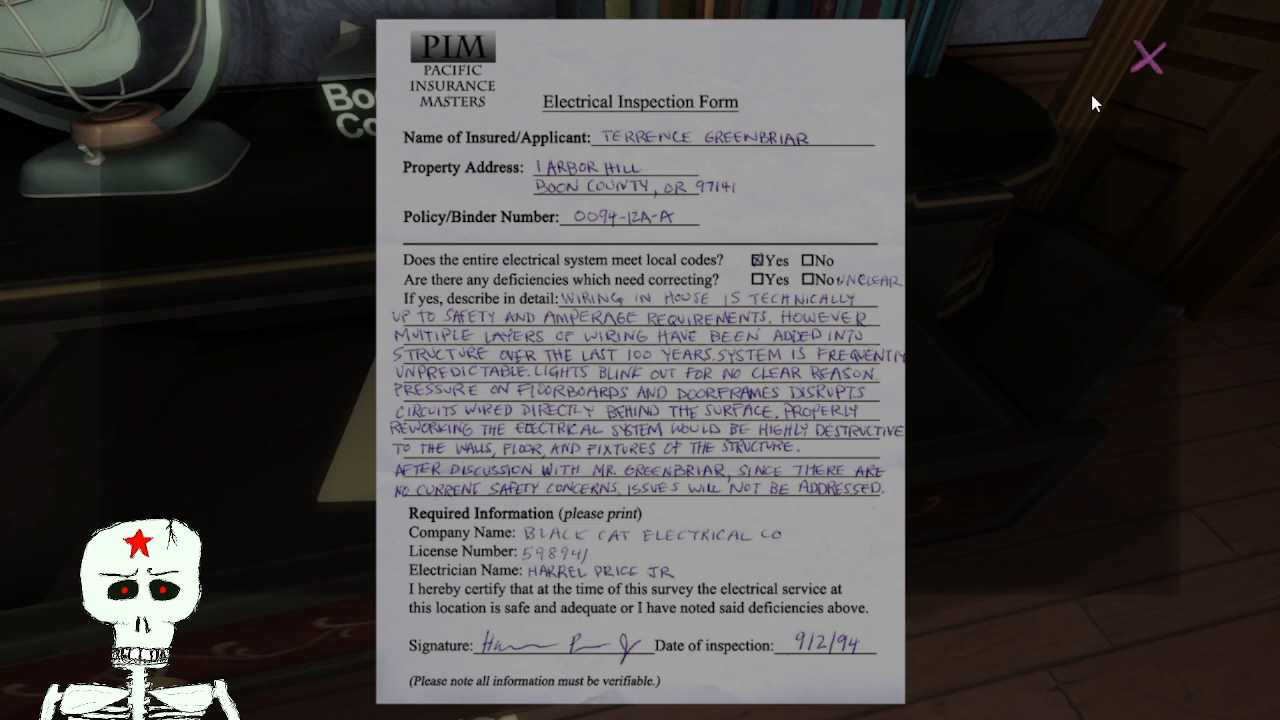 PIM
PACIFIC
INSURANCE
MASTERS
Electrical Inspection Form
Name of Insured/Applicant: TERRENCE GREENBRIAR
Property Address: 1 ARBOR HILL
BOON COUNTY, OR 97141
Policy/Binder Number: 0094-12A-A
Does the entire electrical system meet local codes? ☒Yes ☐No
Are there any deficiencies which need correcting? ☐Yes ☐No UNCLEAR
If yes, describe in detail: WIRING IN HOUSE IS TECHNICALLY
UP TO SAFETY AND AMPERAGE REQUIREMENTS. HOWEVER
MULTIPLE LAYERS OF WIRING HAVE BEEN ADDED INTO
STRUCTURE OVER THE LAST 100 YEARS. SYSTEM IS FREQUENTLY
UNPREDICTABLE. LIGHTS BLINK OUT FOR NO CLEAR REASON.
PRESSURE ON FLOORBOARDS AND DOORFRAMES DISRUPTS
CIRCUITS WIRED DIRECTLY BEHIND THE SURFACE. PROPERLY
REWORKING THE ELECTRICAL SYSTEM WOULD BE HIGHLY DESTRUCTIVE
TO THE WALLS, FLOOR, AND FIXTURES OF THE STRUCTURE.
AFTER DISCUSSION WITH MR. GREENBRIAR, SINCE THERE ARE
NO CURRENT SAFETY CONCERNS, ISSUES WILL NOT BE ADDRESSED.
Required Information (please print)
Company Name: BLACK CAT ELECTRICAL CO
License Number: 598941
Electrician Name: HARREL PRICE JR
I hereby certify that at the time of this survey the electrical service at
this location is safe and adequate or I have noted said deficiencies above.
Signature: Date of inspection: 9/2/94
(Please note all information must be verifiable.)